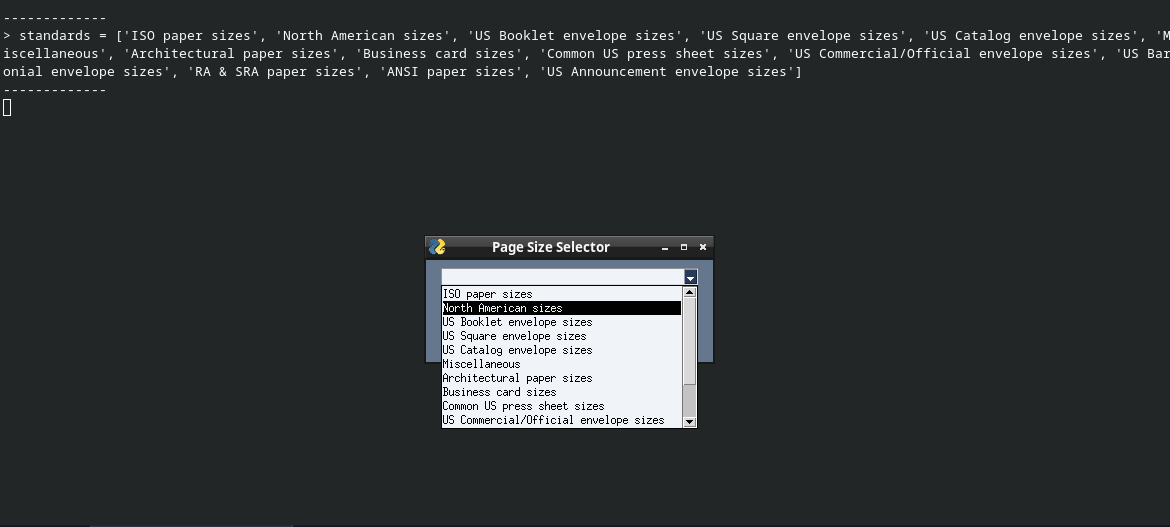 -------------
> standards = ['ISO paper sizes', 'North American sizes', 'US Booklet envelope sizes', 'US Square envelope sizes', 'US Catalog envelope sizes', 'M
iscellaneous', 'Architectural paper sizes', 'Business card sizes', 'Common US press sheet sizes', 'US Commercial/Official envelope sizes', 'US Bar
onial envelope sizes', 'RA & SRA paper sizes', 'ANSI paper sizes', 'US Announcement envelope sizes']
-------------
Page Size Selector
ISO paper sizes
North American sizes
US Booklet envelope sizes
US Square envelope sizes
US Catalog envelope sizes
Miscellaneous
Architectural paper sizes
Business card sizes
Common US press sheet sizes
US Commercial/Official envelope sizes